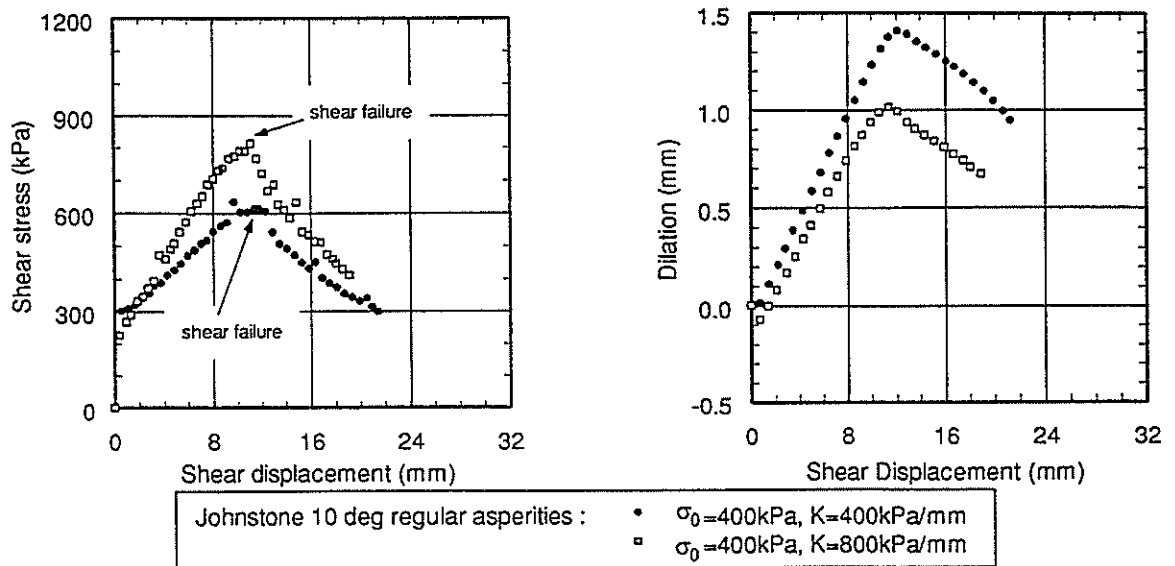 1200
900
600
300
0
Shear stress (kPa)
shear failure
shear failure
0 8 16 24 32
Shear displacement (mm)
1.5
1.0
0.5
0.0
-0.5
Dilation (mm)
0 8 16 24 32
Shear Displacement (mm)
Johnstone 10 deg regular asperities : • σ₀=400kPa, K=400kPa/mm
□ σ₀=400kPa, K=800kPa/mm